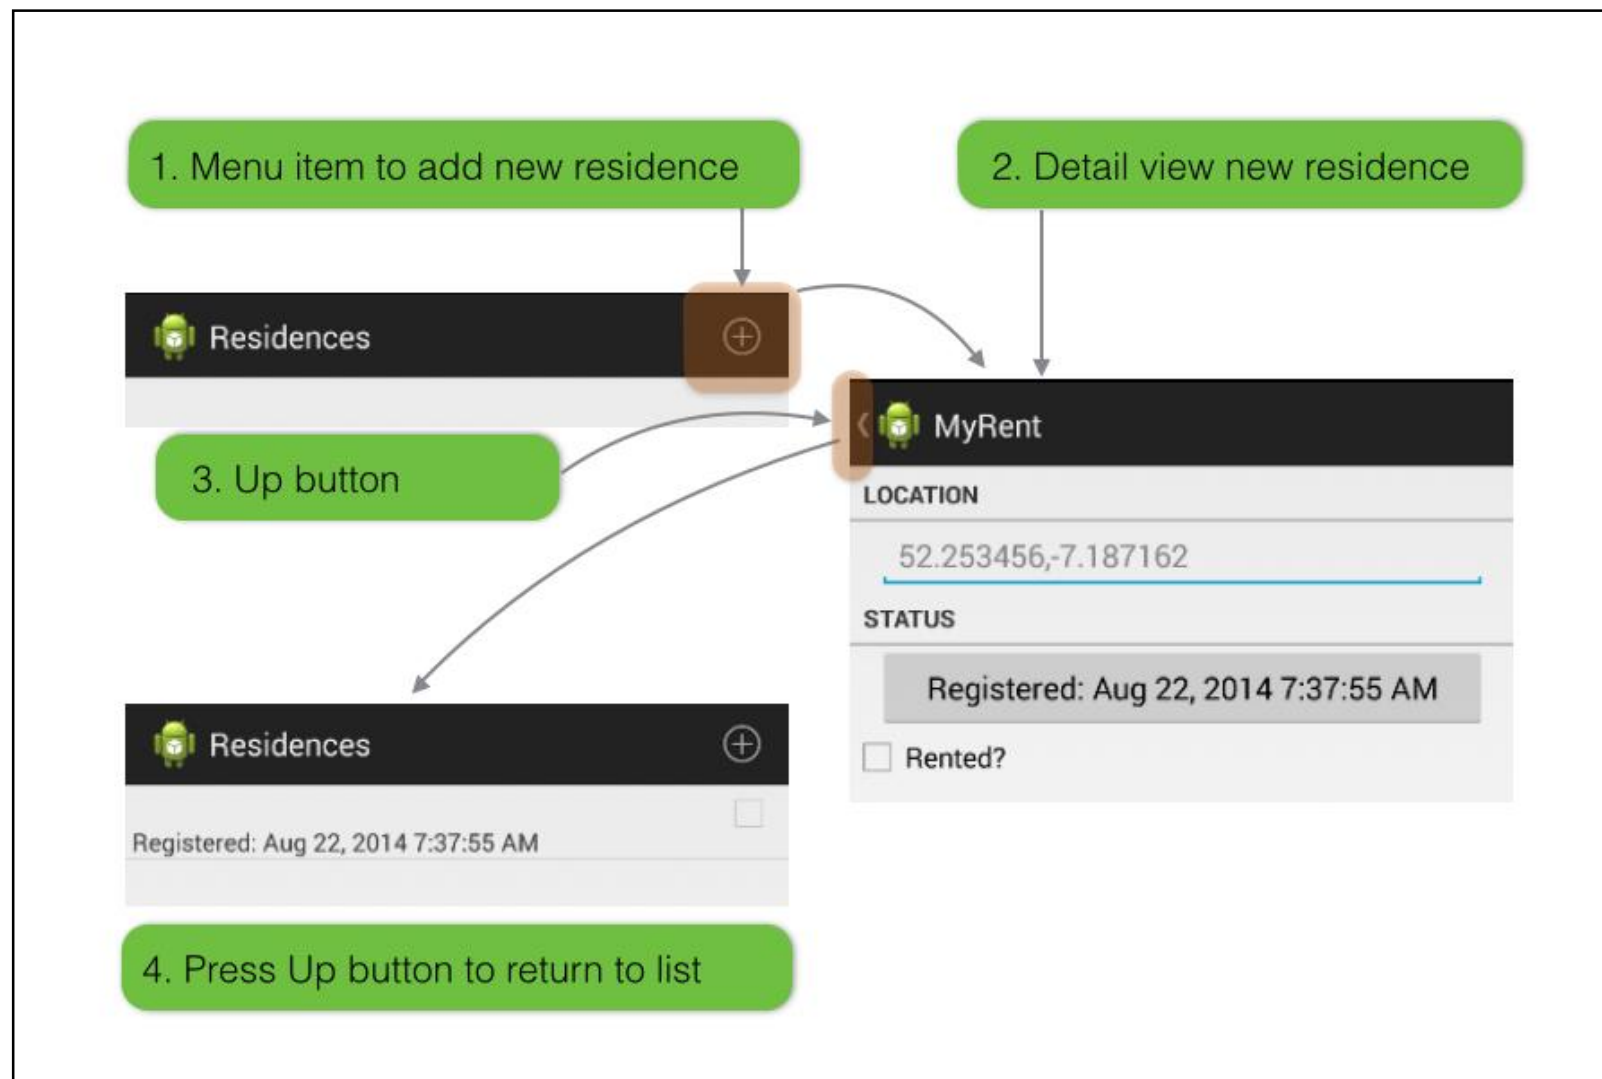 1. Menu item to add new residence
2. Detail view new residence
Residences
MyRent
3. Up button
LOCATION
52.253456,-7.187162
STATUS
Registered: Aug 22, 2014 7:37:55 AM
Rented?
Residences
Registered: Aug 22, 2014 7:37:55 AM
4. Press Up button to return to list